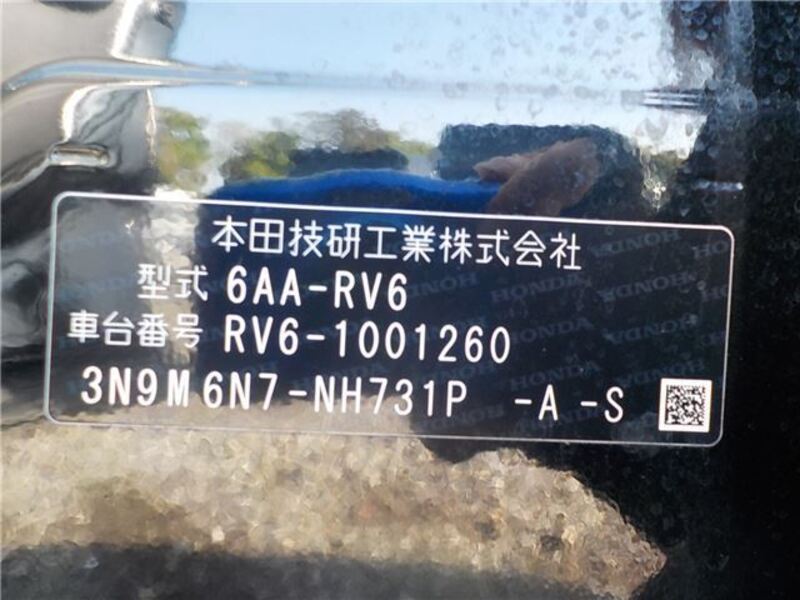 本田技研工業株式会社
型式 6AA-RV6
車台番号 RV6-1001260
3N9M6N7-NH731P -A-S